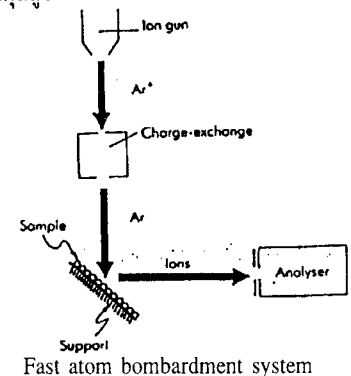 Ion gun
Ar⁺
Charge-exchange
Ar
Sample
Ions
Analyser
Support
Fast atom bombardment system